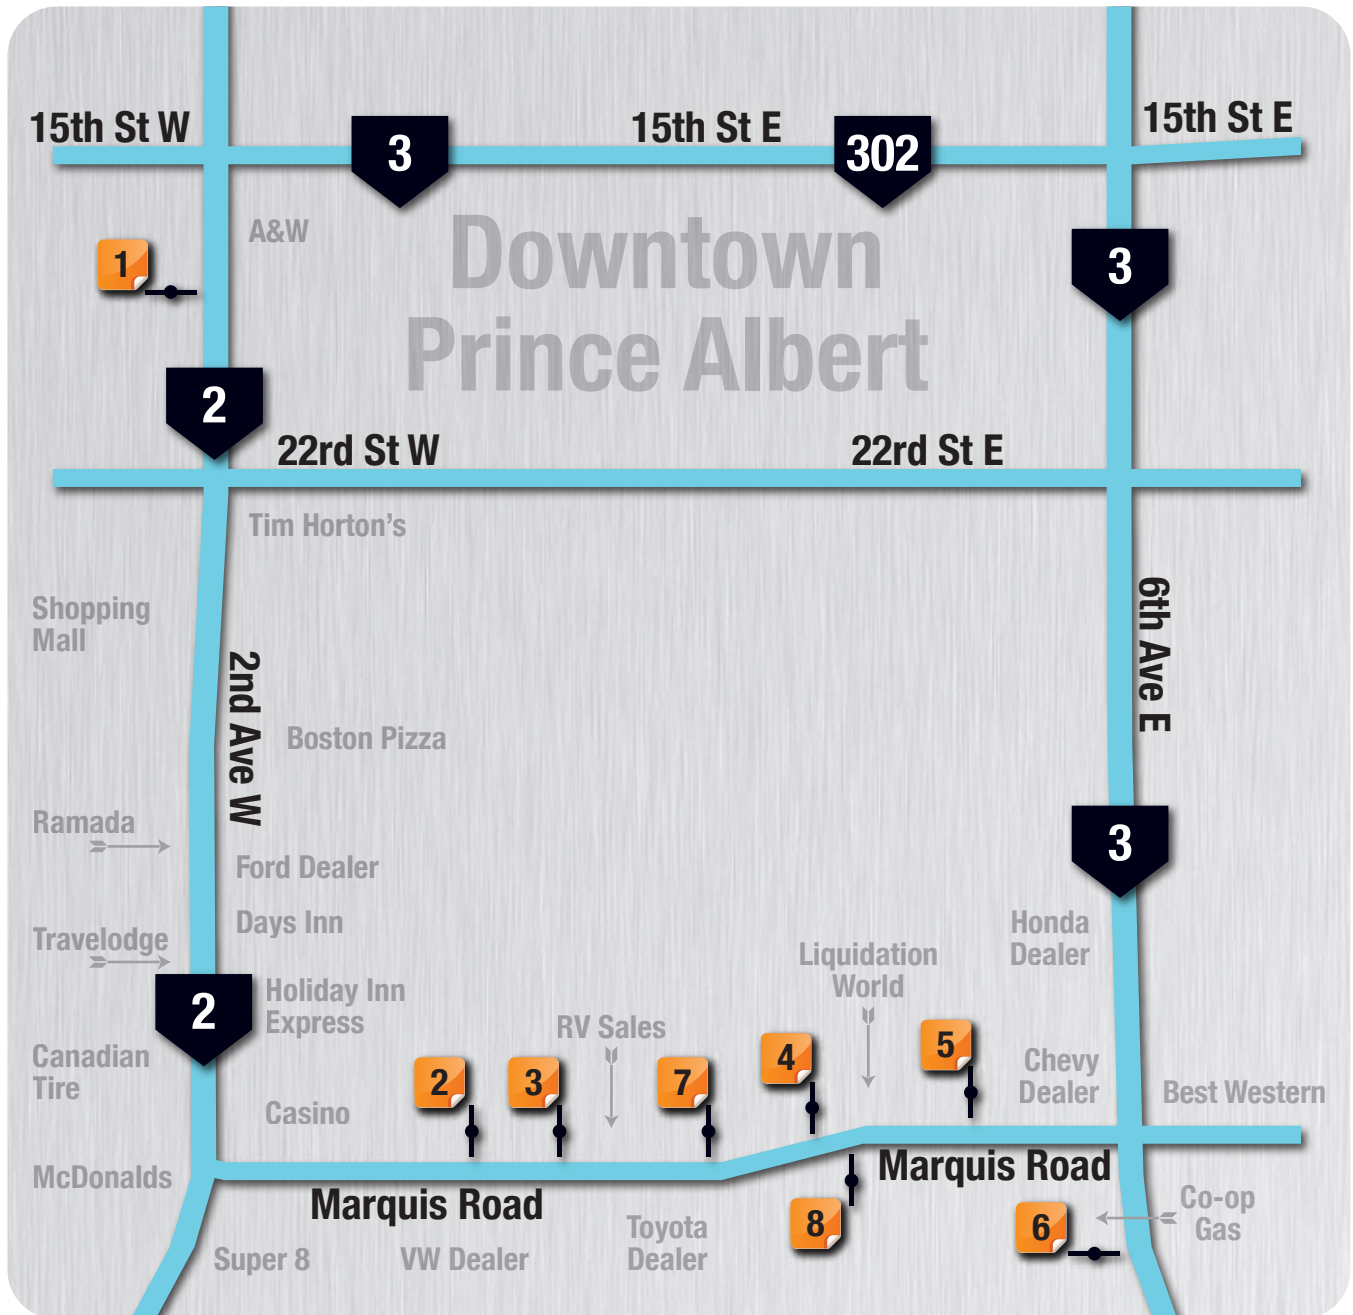 15th St W
3
15th St E
302
15th St E
A&W
Downtown
Prince Albert
1
3
2
22rd St W
22rd St E
Tim Horton's
Shopping
Mall
2nd Ave W
6th Ave E
Boston Pizza
Ramada
Ford Dealer
3
Days Inn
Travelodge
Honda
Dealer
Liquidation
World
2
Holiday Inn
Express
RV Sales
Canadian
Tire
2
3
7
4
5
Chevy
Dealer
Best Western
Casino
McDonalds
Marquis Road
Marquis Road
Super 8
VW Dealer
Toyota
Dealer
8
6
Co-op
Gas